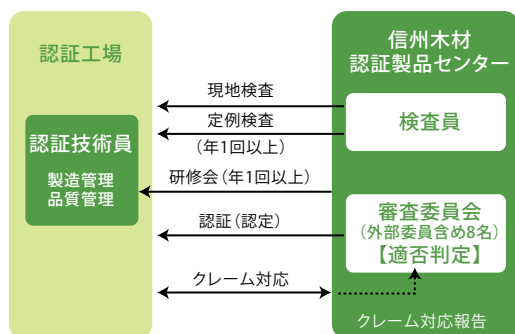 認証工場
認証技術員
製造管理
品質管理
現地検査
定例検査
(年1回以上)
研修会(年1回以上)
認証(認定)
クレーム対応
信州木材
認証製品センター
検査員
審査委員会
(外部委員含め8名)
【適否判定】
クレーム対応報告